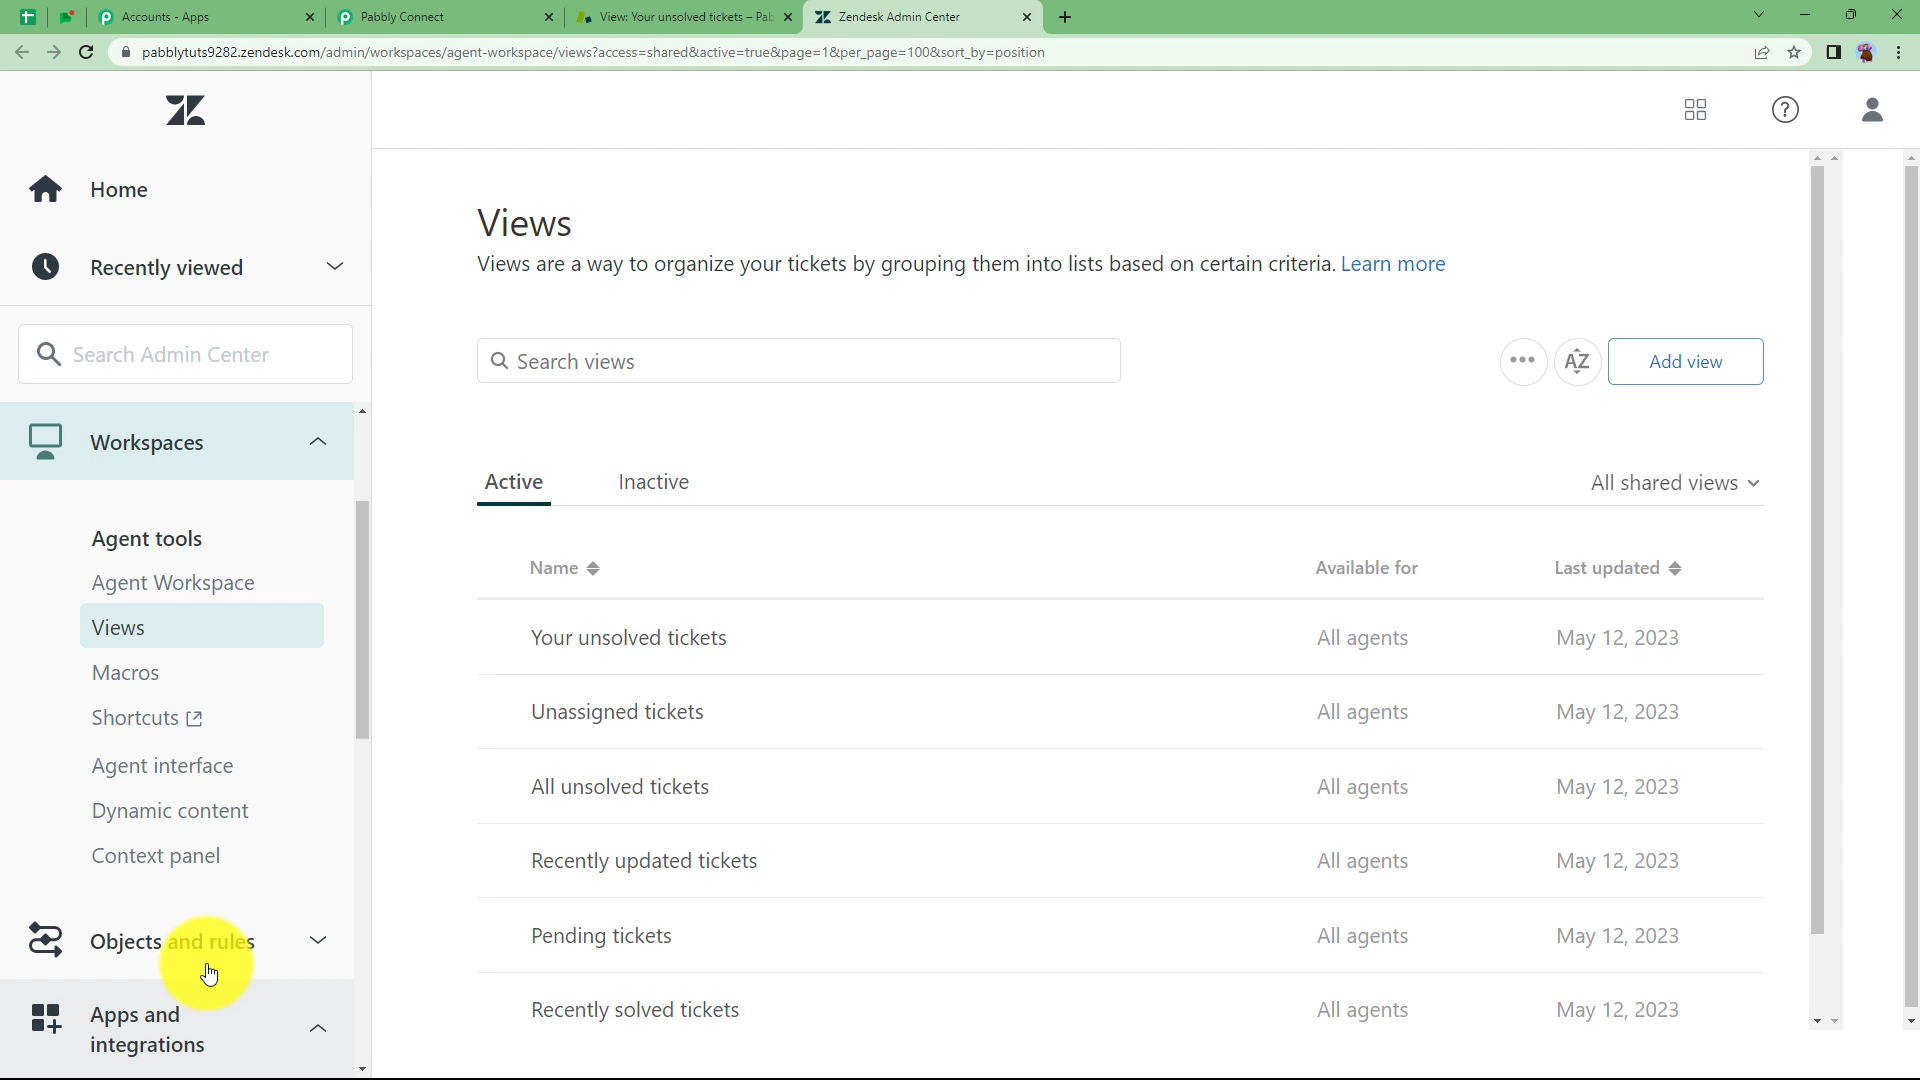 Accounts - Apps
Pabbly Connect
View: Your unsolved tickets – Pab
Zendesk Admin Center
pabblytuts9282.zendesk.com/admin/workspaces/agent-workspace/views?access=shared&active=true&page=1&per_page=100&sort_by=position
Home
Recently viewed
Search Admin Center
Workspaces
Agent tools
Agent Workspace
Views
Macros
Shortcuts
Agent interface
Dynamic content
Context panel
Objects and rules
Apps and
integrations
Views
Views are a way to organize your tickets by grouping them into lists based on certain criteria. Learn more
Search views
AZ
Add view
Active Inactive All shared views
Name Available for Last updated
Your unsolved tickets All agents May 12, 2023
Unassigned tickets All agents May 12, 2023
All unsolved tickets All agents May 12, 2023
Recently updated tickets All agents May 12, 2023
Pending tickets All agents May 12, 2023
Recently solved tickets All agents May 12, 2023